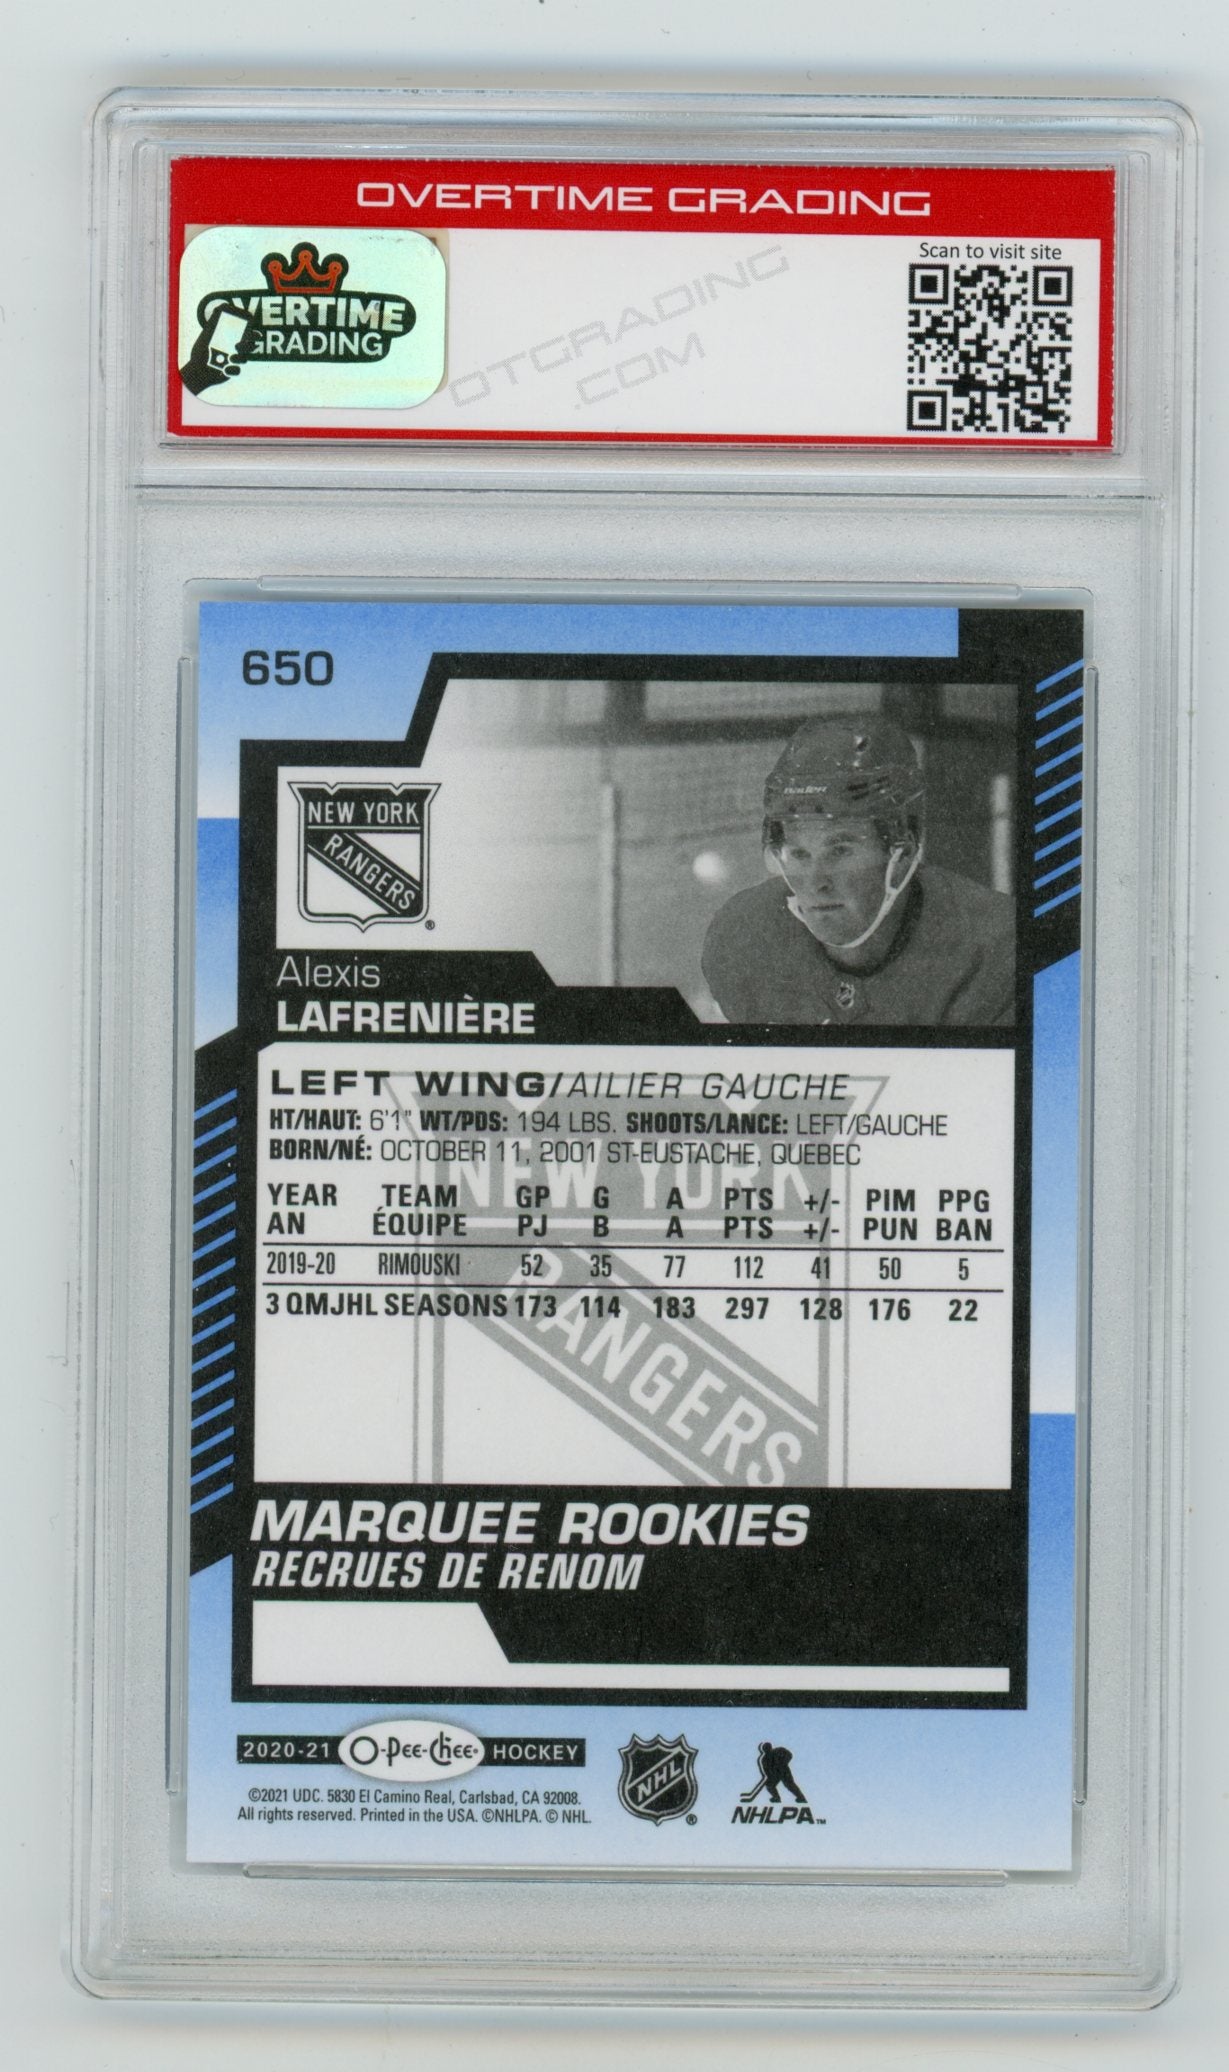 OVERTIME GRADING
OVERTIME
GRADING
OTGRADING
.COM
Scan to visit site
650
NEW YORK
RANGERS
®
Bauer
Alexis
LAFRENIÈRE
LEFT WING/AILIER GAUCHE
HT/HAUT: 6'1" WT/PDS: 194 LBS. SHOOTS/LANCE: LEFT/GAUCHE
BORN/NÉ: OCTOBER 11, 2001 ST-EUSTACHE, QUEBEC
NEW YORK
RANGERS
YEAR TEAM GP G A PTS +/- PIM PPG
AN ÉQUIPE PJ B A PTS +/- PUN BAN
2019-20 RIMOUSKI 52 35 77 112 41 50 5
3 QMJHL SEASONS 173 114 183 297 128 176 22
MARQUEE ROOKIES
RECRUES DE RENOM
2020-21 O-Pee-Chee HOCKEY
©2021 UDC. 5830 El Camino Real, Carlsbad, CA 92008.
All rights reserved. Printed in the USA. ©NHLPA. © NHL.
NHL ®
NHLPA™